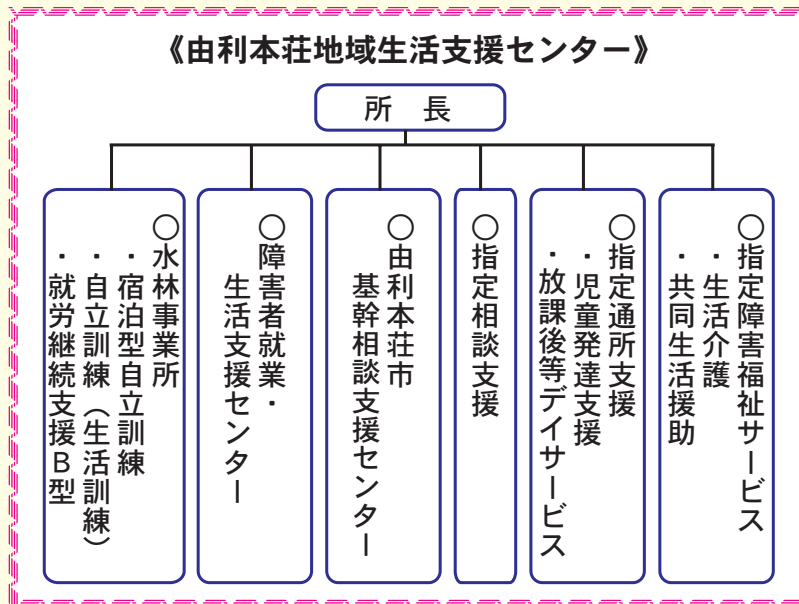 《由利本荘地域生活支援センター》
所 長
○指定障害福祉サービス
・生活介護
・共同生活援助
○指定通所支援
・児童発達支援
・放課後等デイサービス
○指定相談支援
○由利本荘市
基幹相談支援センター
○障害者就業・
生活支援センター
○水林事業所
・宿泊型自立訓練
・自立訓練（生活訓練）
・就労継続支援Ｂ型